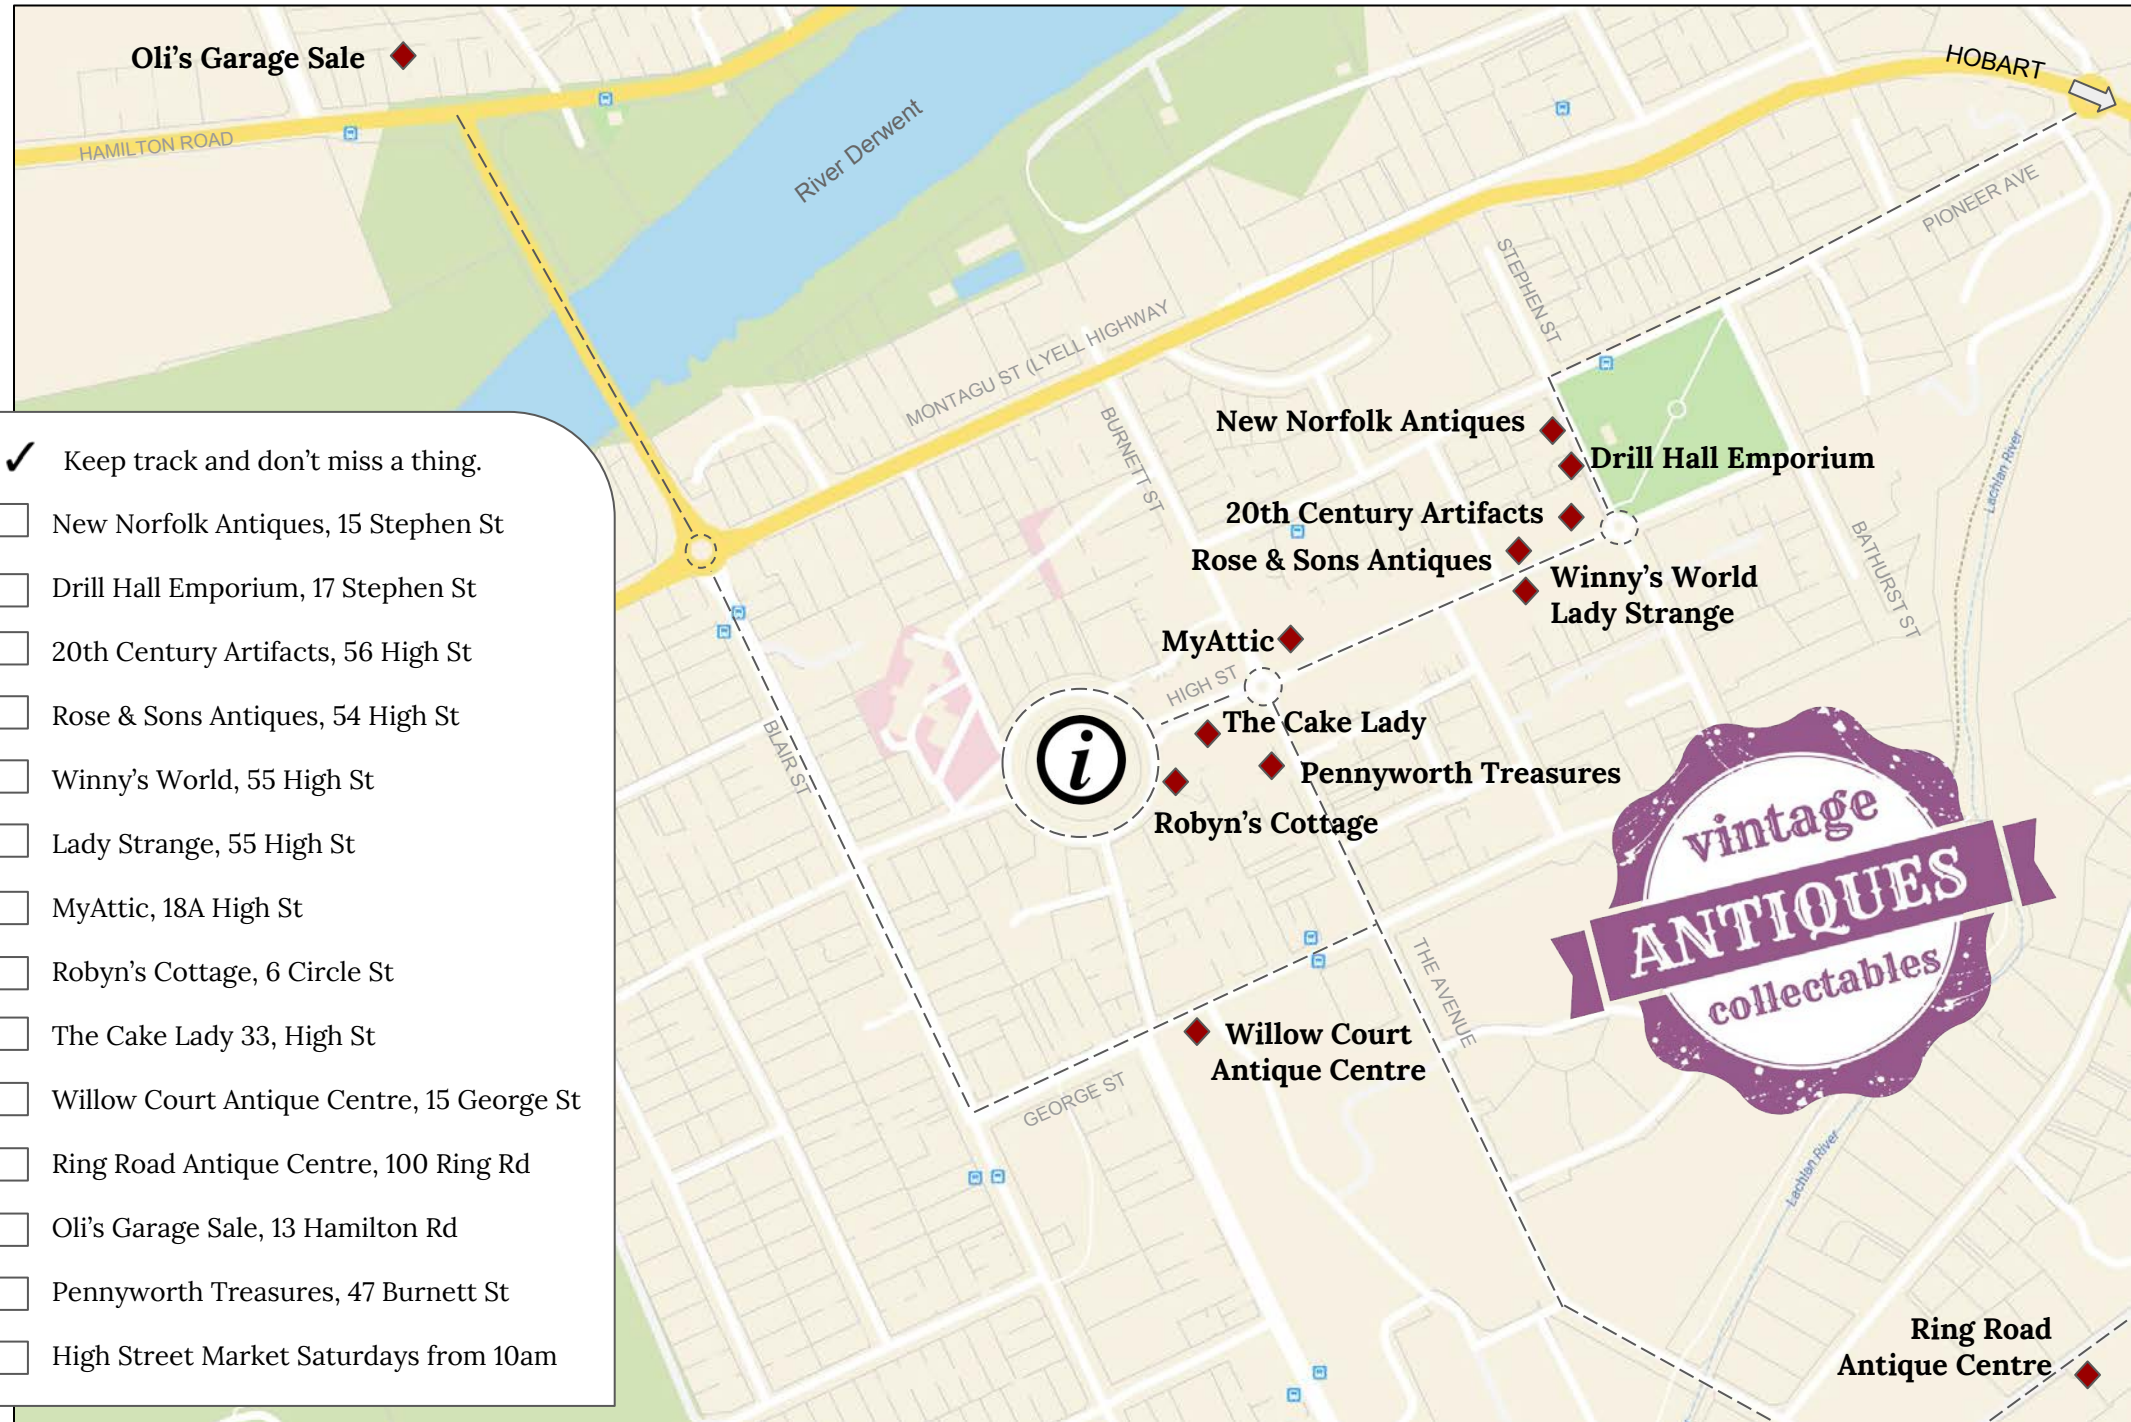 Oli's Garage Sale
HOBART
HAMILTON ROAD
River Derwent
PIONEER AVE
STEPHEN ST
MONTAGU ST (LYELL HIGHWAY
BURNETT ST
New Norfolk Antiques
Drill Hall Emporium
20th Century Artifacts
Rose & Sons Antiques
Winny's World
Lady Strange
BATHURST ST
Lachlan River
MyAttic
HIGH ST
i
The Cake Lady
Pennyworth Treasures
Robyn's Cottage
BLAIR ST
vintage
ANTIQUES
collectables
THE AVENUE
Willow Court
Antique Centre
GEORGE ST
Lachlan River
Ring Road
Antique Centre
✓ Keep track and don't miss a thing.
New Norfolk Antiques, 15 Stephen St
Drill Hall Emporium, 17 Stephen St
20th Century Artifacts, 56 High St
Rose & Sons Antiques, 54 High St
Winny's World, 55 High St
Lady Strange, 55 High St
MyAttic, 18A High St
Robyn's Cottage, 6 Circle St
The Cake Lady 33, High St
Willow Court Antique Centre, 15 George St
Ring Road Antique Centre, 100 Ring Rd
Oli's Garage Sale, 13 Hamilton Rd
Pennyworth Treasures, 47 Burnett St
High Street Market Saturdays from 10am